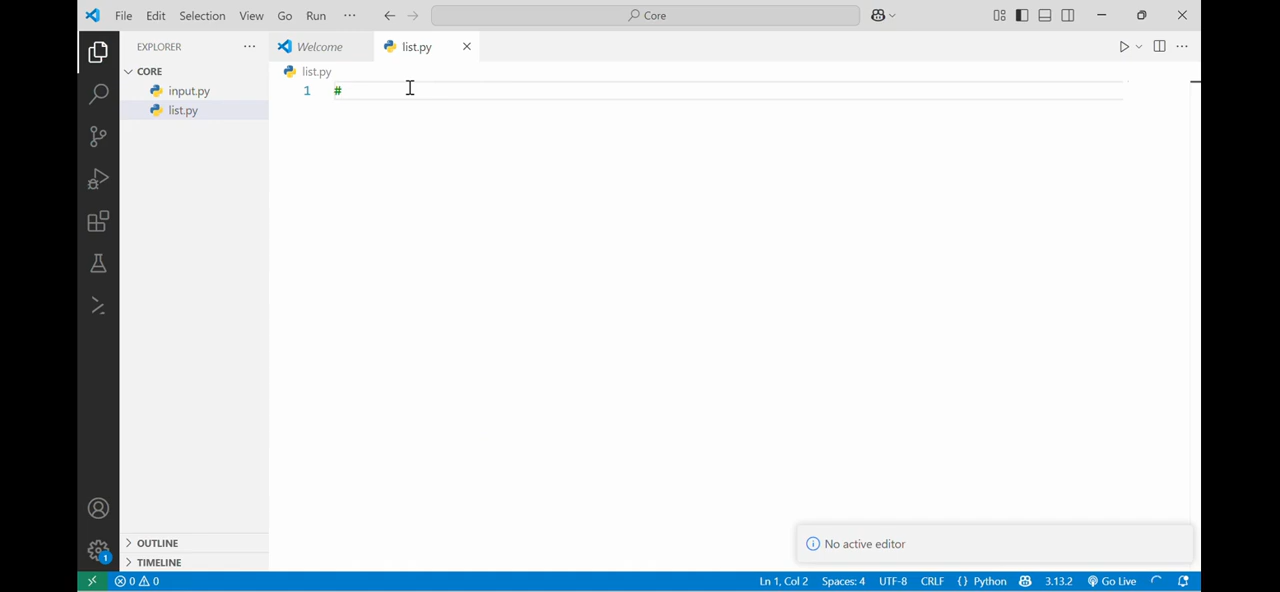 File Edit Selection View Go Run ··· Core
EXPLORER ···
Welcome
list.py
CORE
list.py
input.py
1 #
list.py
No active editor
OUTLINE
1
TIMELINE
0 0 Ln 1, Col 2 Spaces: 4 UTF-8 CRLF { } Python 3.13.2 Go Live